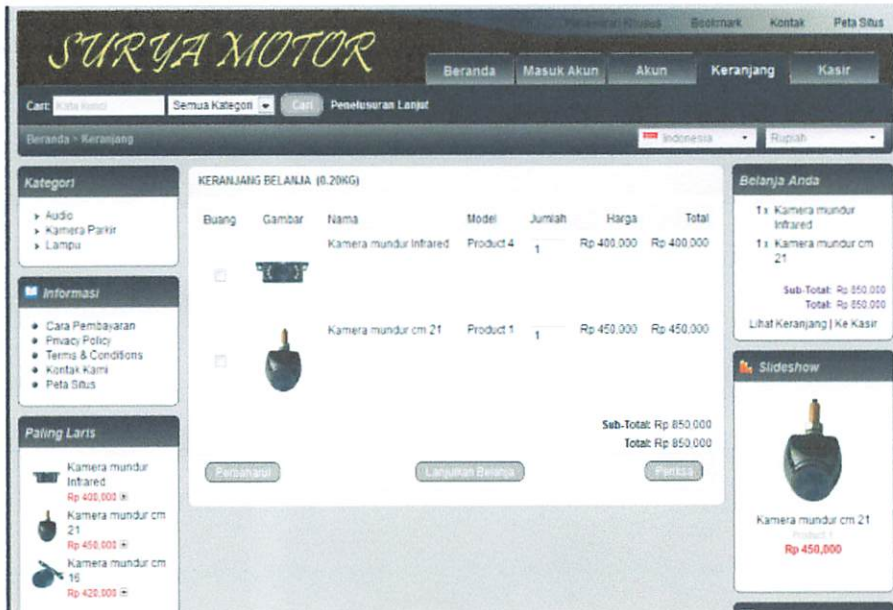 Bookmark Kontak Peta Situs
SURYA MOTOR
Beranda Masuk Akun Akun Keranjang Kasir
Cari: Kata kunci Semua Kategori Cari Penelusuran Lanjut
Beranda > Keranjang Indonesia Rupiah
Kategori
Audio
Kamera Parkir
Lampu
Informasi
Cara Pembayaran
Privacy Policy
Terms & Conditions
Kontak Kami
Peta Situs
Paling Laris
Kamera mundur
Infrared
Rp 400,000
Kamera mundur cm
21
Rp 450,000
Kamera mundur cm
16
Rp 420,000
KERANJANG BELANJA (0.20KG)
Buang Gambar Nama Model Jumlah Harga Total
Kamera mundur Infrared Product 4 1 Rp 400,000 Rp 400,000
Kamera mundur cm 21 Product 1 1 Rp 450,000 Rp 450,000
Sub-Total: Rp 850,000
Total: Rp 850,000
Perbaharui Lanjutkan Belanja Periksa
Belanja Anda
1 x Kamera mundur
Infrared
1 x Kamera mundur cm
21
Sub-Total: Rp 850,000
Total: Rp 850,000
Lihat Keranjang | Ke Kasir
Slideshow
Kamera mundur cm 21
Product 1
Rp 450,000